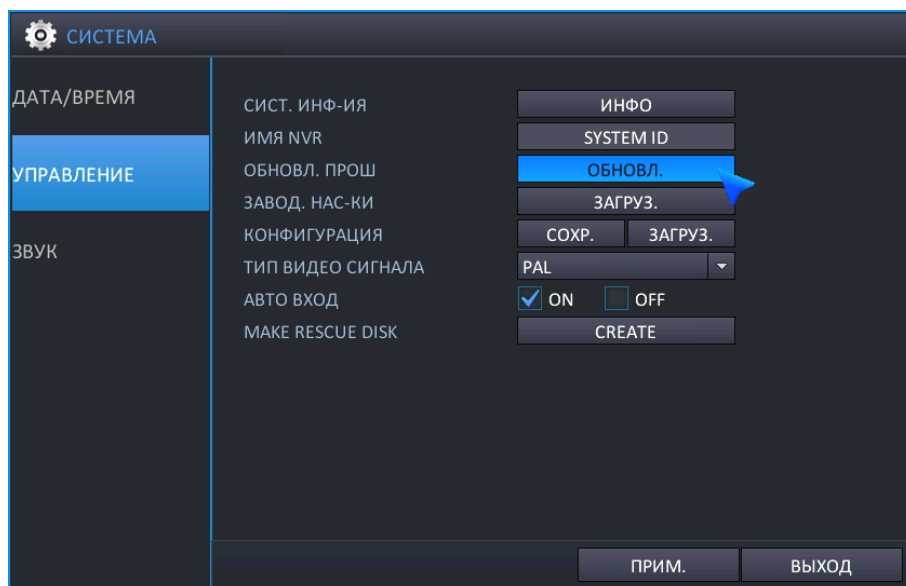 СИСТЕМА
ДАТА/ВРЕМЯ
УПРАВЛЕНИЕ
ЗВУК
СИСТ. ИНФ-ИЯ ИНФО
ИМЯ NVR SYSTEM ID
ОБНОВЛ. ПРОШ ОБНОВЛ.
ЗАВОД. НАС-КИ ЗАГРУЗ.
КОНФИГУРАЦИЯ СОХР. ЗАГРУЗ.
ТИП ВИДЕО СИГНАЛА PAL
АВТО ВХОД ON OFF
MAKE RESCUE DISK CREATE
ПРИМ. ВЫХОД